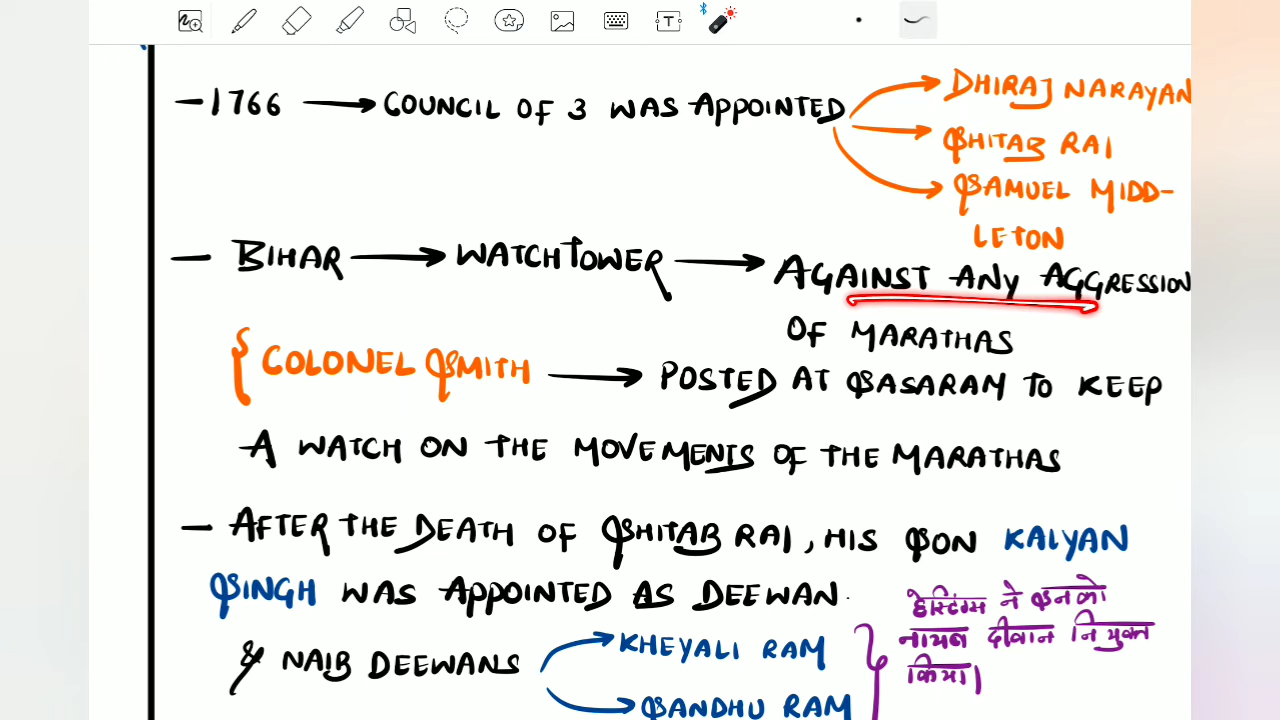 - 1766 → COUNCIL OF 3 WAS APPOINTED
DHIRAJ NARAYAN
SHITAB RAI
SAMUEL MIDD-
LETON
- BIHAR → WATCHTOWER → AGAINST ANY AGGRESSION
OF MARATHAS
{ COLONEL SMITH → POSTED AT SASARAM TO KEEP
A WATCH ON THE MOVEMENTS OF THE MARATHAS
- AFTER THE DEATH OF SHITAB RAI, HIS SON KALYAN
SINGH WAS APPOINTED AS DEEWAN
& NAIB DEEWANS
KHEYALI RAM
SANDHU RAM
हेस्टिंग्स ने इनको
नायब दीवान नियुक्त
किया।
T